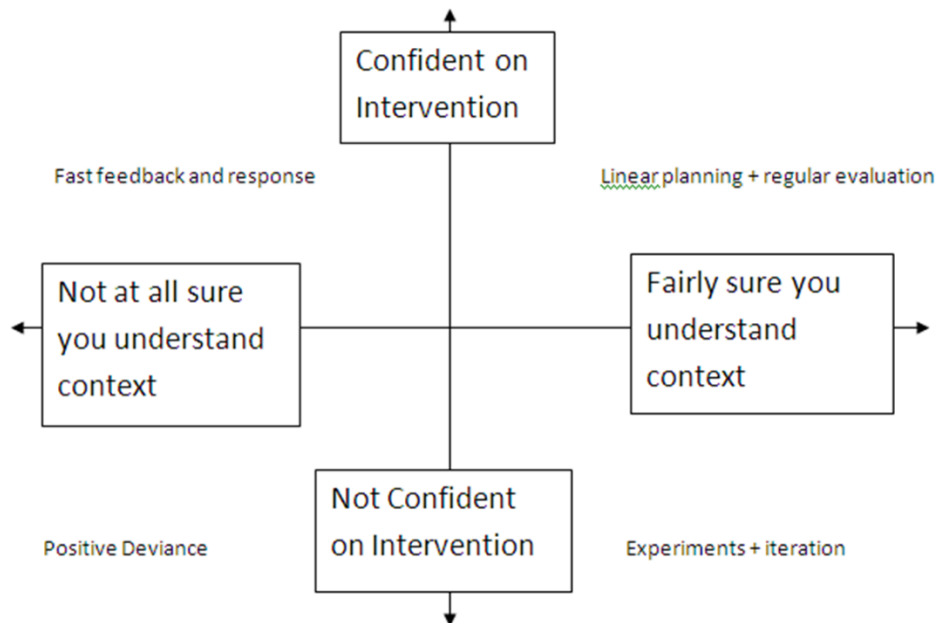 Confident on
Intervention
Fast feedback and response
Linear planning + regular evaluation
Not at all sure
you understand
context
Fairly sure you
understand
context
Not Confident
on Intervention
Positive Deviance
Experiments + iteration